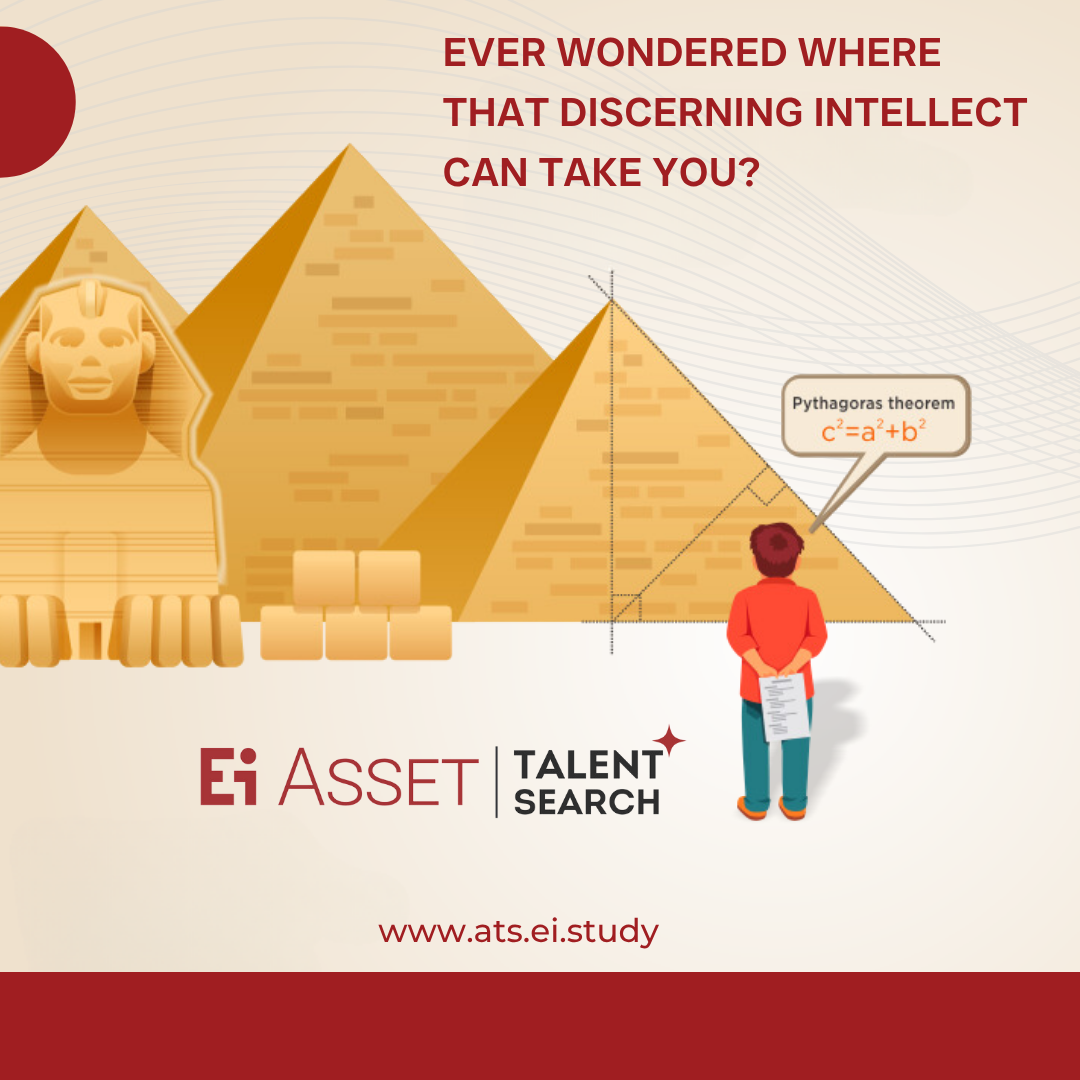 EVER WONDERED WHERE
THAT DISCERNING INTELLECT
CAN TAKE YOU?
Pythagoras theorem
c²=a²+b²
Ei ASSET | TALENT
SEARCH
www.ats.ei.study